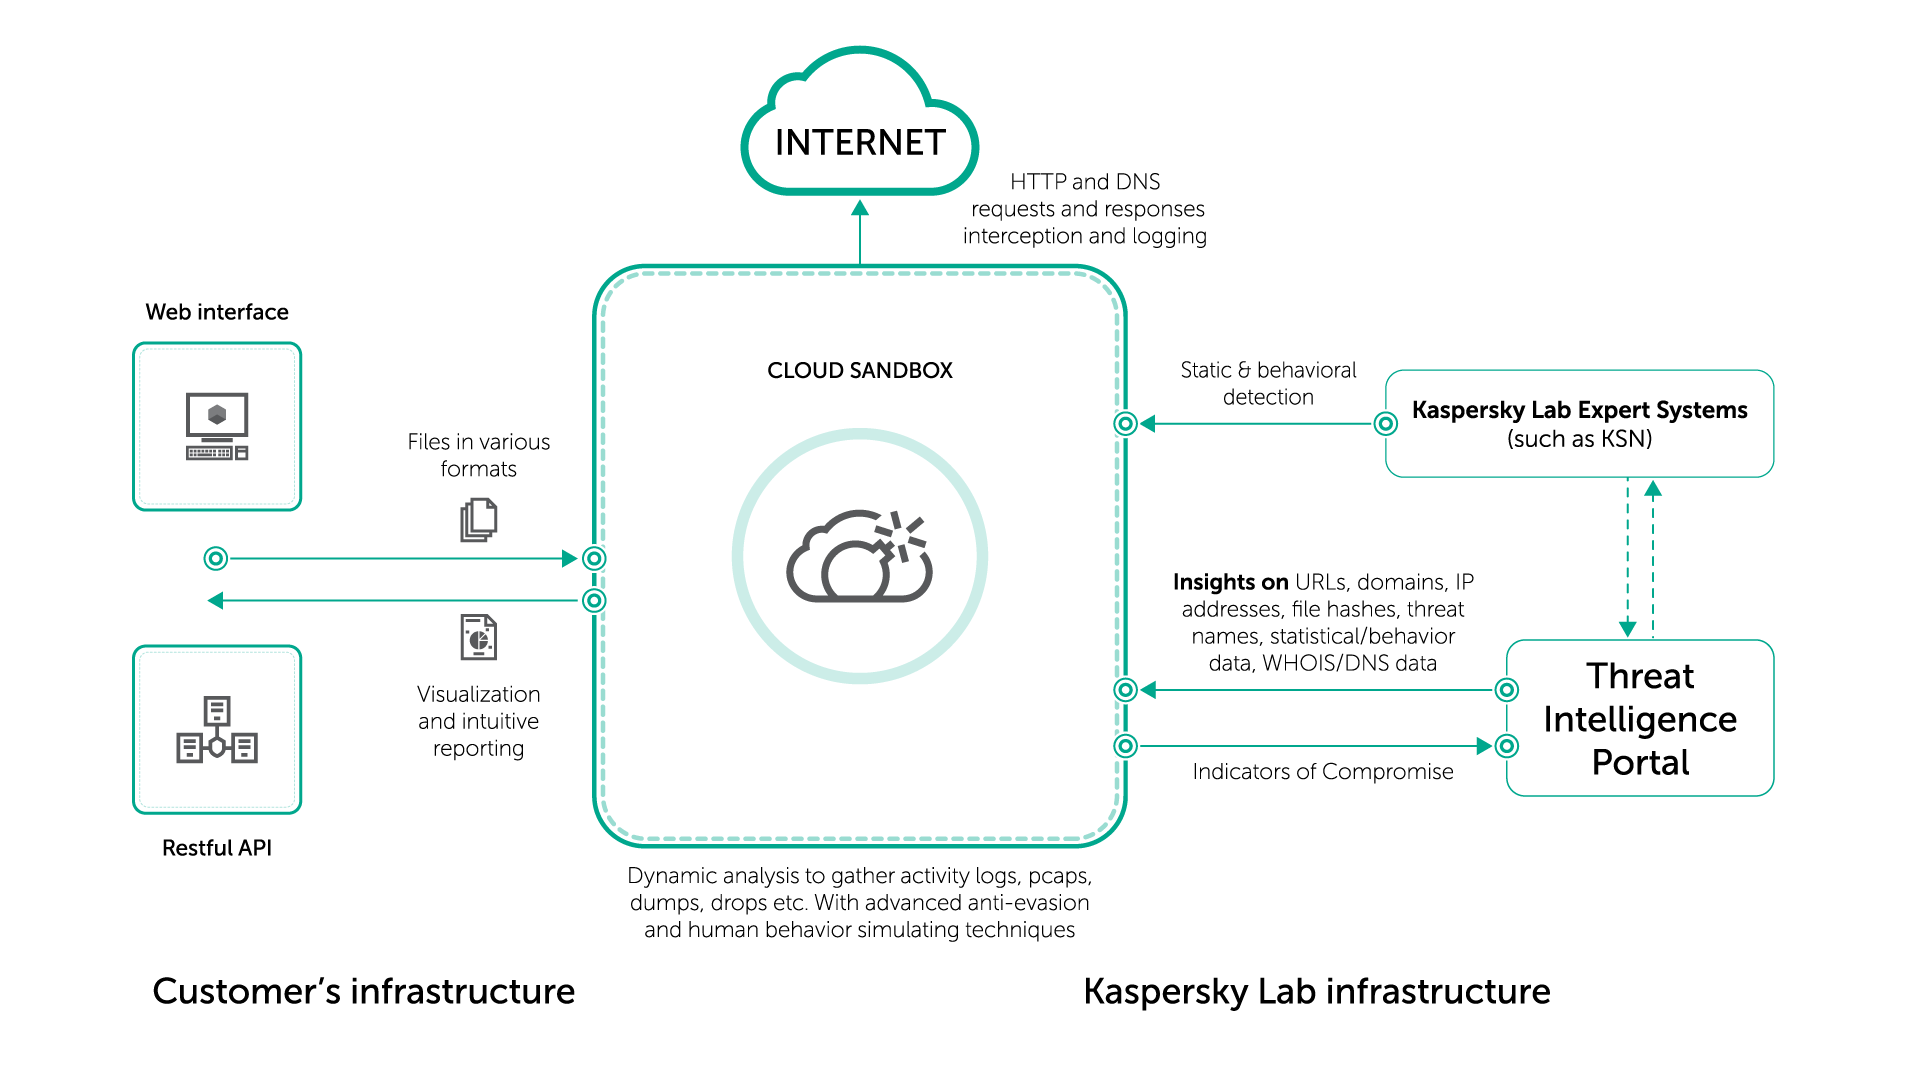 INTERNET
HTTP and DNS
requests and responses
interception and logging
Web interface
CLOUD SANDBOX
Static & behavioral
detection
Kaspersky Lab Expert Systems
(such as KSN)
Files in various
formats
Insights on URLs, domains, IP
addresses, file hashes, threat
names, statistical/behavior
data, WHOIS/DNS data
Threat
Intelligence
Portal
Visualization
and intuitive
reporting
Indicators of Compromise
Restful API
Dynamic analysis to gather activity logs, pcaps,
dumps, drops etc. With advanced anti-evasion
and human behavior simulating techniques
Customer’s infrastructure
Kaspersky Lab infrastructure